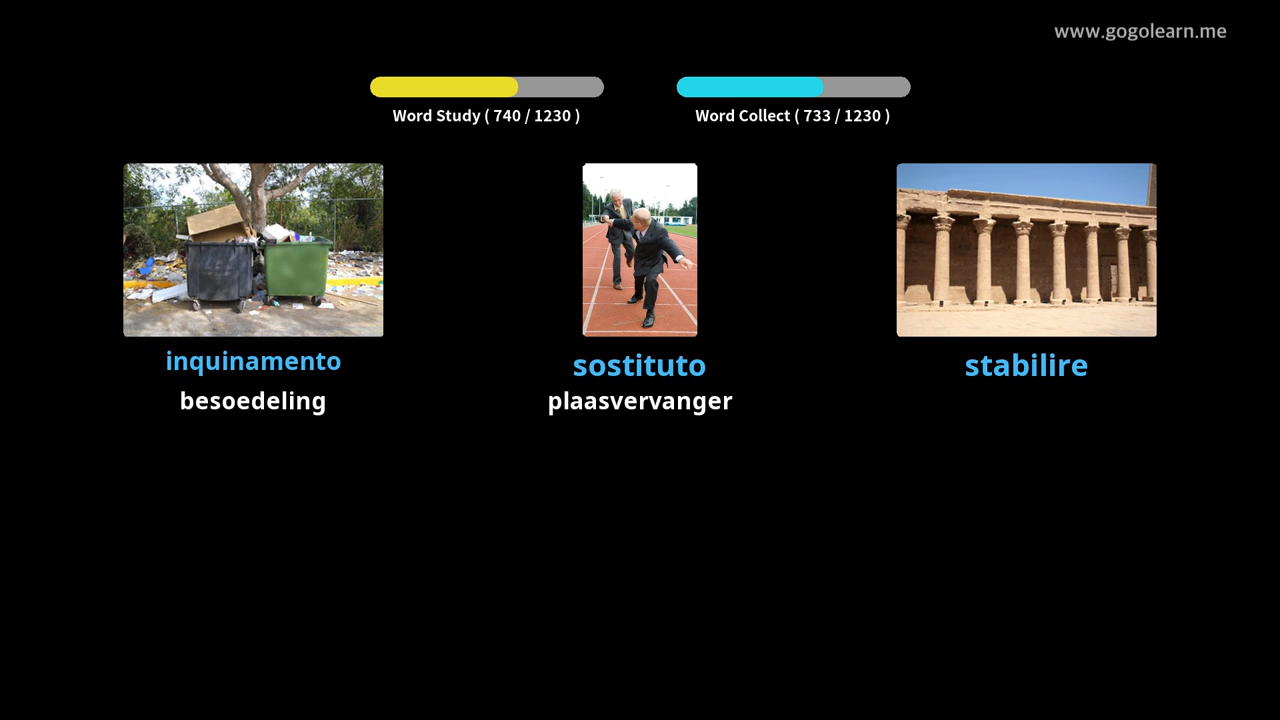 www.gogolearn.me
Word Study ( 740 / 1230 )
Word Collect ( 733 / 1230 )
inquinamento
sostituto
stabilire
besoedeling
plaasvervanger